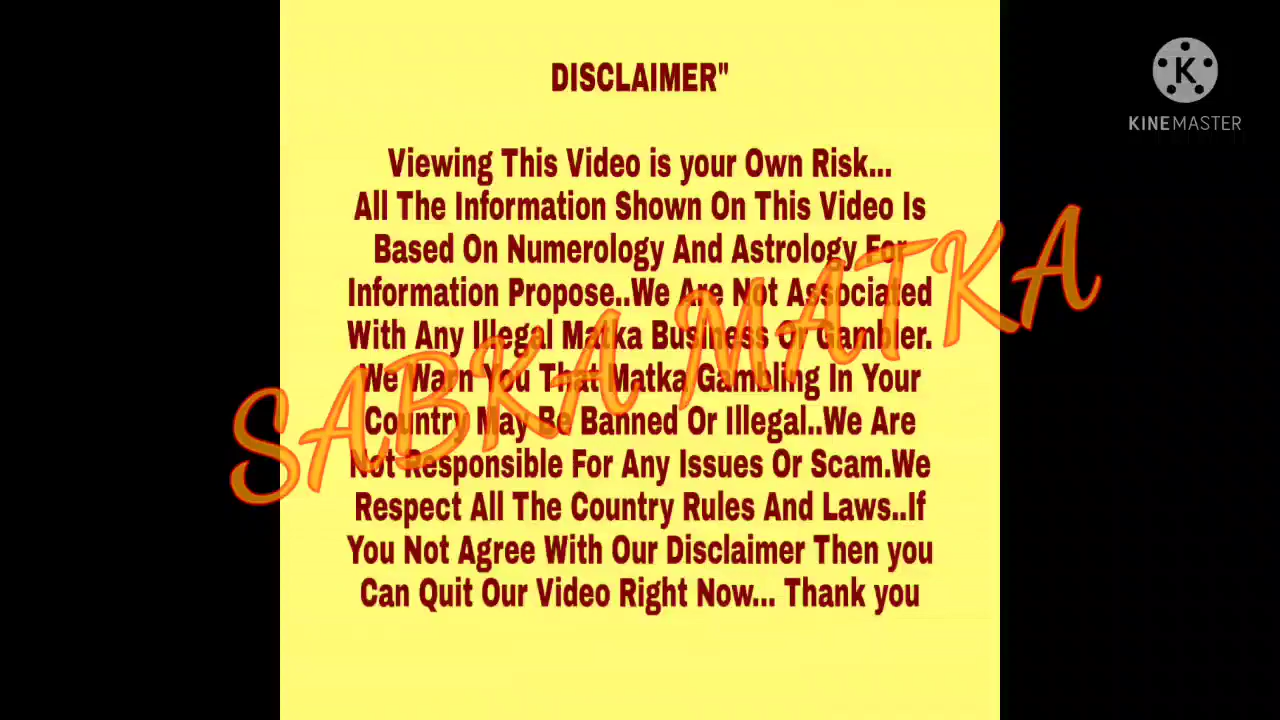 DISCLAIMER"
Viewing This Video is your Own Risk...
All The Information Shown On This Video Is
Based On Numerology And Astrology For
Information Propose..We Are Not Associated
With Any Illegal Matka Business Or Gambler.
We Warn You That Matka Gambling In Your
Country May Be Banned Or Illegal..We Are
Not Responsible For Any Issues Or Scam.We
Respect All The Country Rules And Laws..If
You Not Agree With Our Disclaimer Then you
Can Quit Our Video Right Now... Thank you
SABKA MATKA
K
KINEMASTER